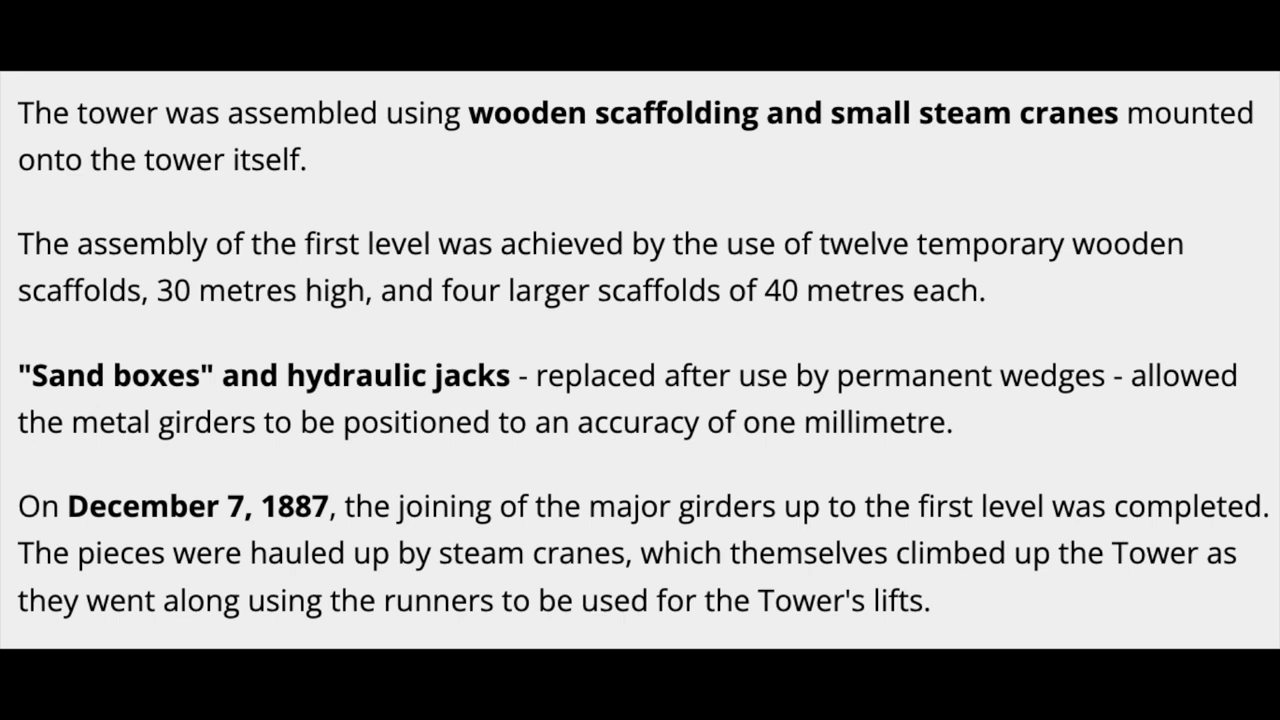 The tower was assembled using wooden scaffolding and small steam cranes mounted
onto the tower itself.
The assembly of the first level was achieved by the use of twelve temporary wooden
scaffolds, 30 metres high, and four larger scaffolds of 40 metres each.
"Sand boxes" and hydraulic jacks - replaced after use by permanent wedges - allowed
the metal girders to be positioned to an accuracy of one millimetre.
On December 7, 1887, the joining of the major girders up to the first level was completed.
The pieces were hauled up by steam cranes, which themselves climbed up the Tower as
they went along using the runners to be used for the Tower's lifts.